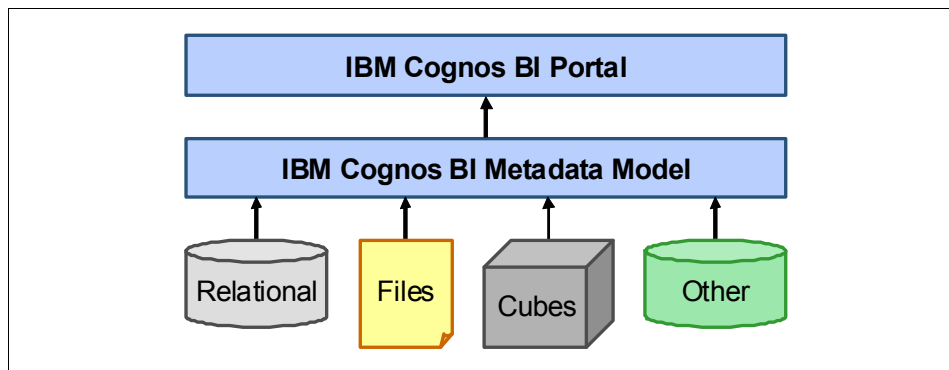 IBM Cognos BI Portal
IBM Cognos BI Metadata Model
Relational
Files
Cubes
Other